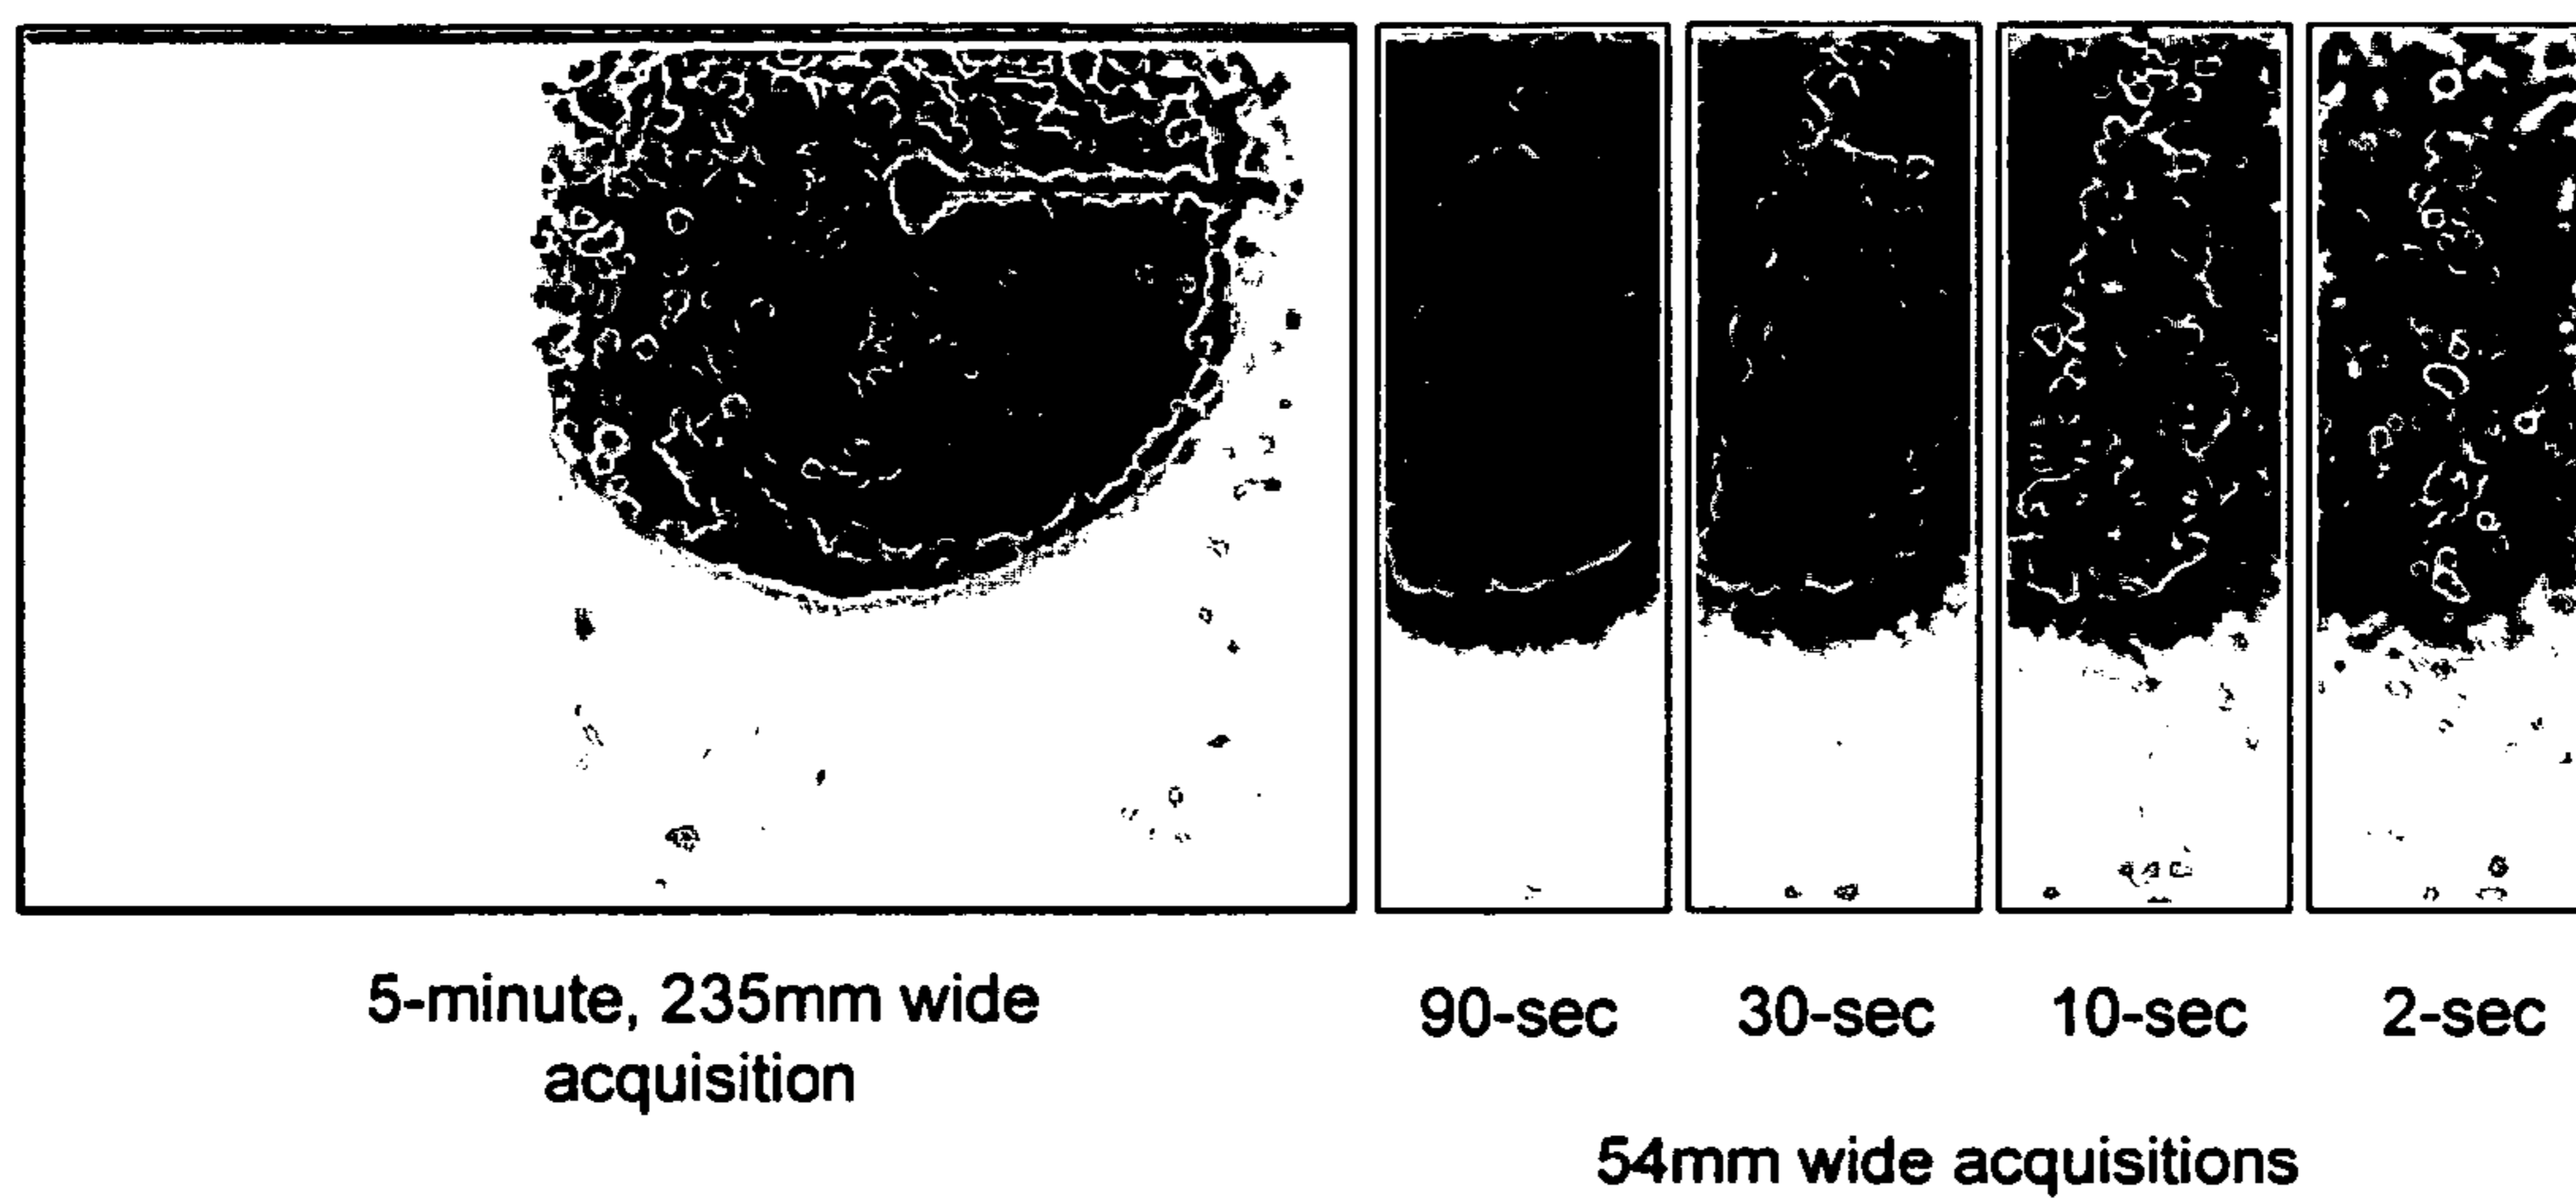 5-minute, 235mm wide
acquisition
90-sec
30-sec
10-sec
2-sec
54mm wide acquisitions